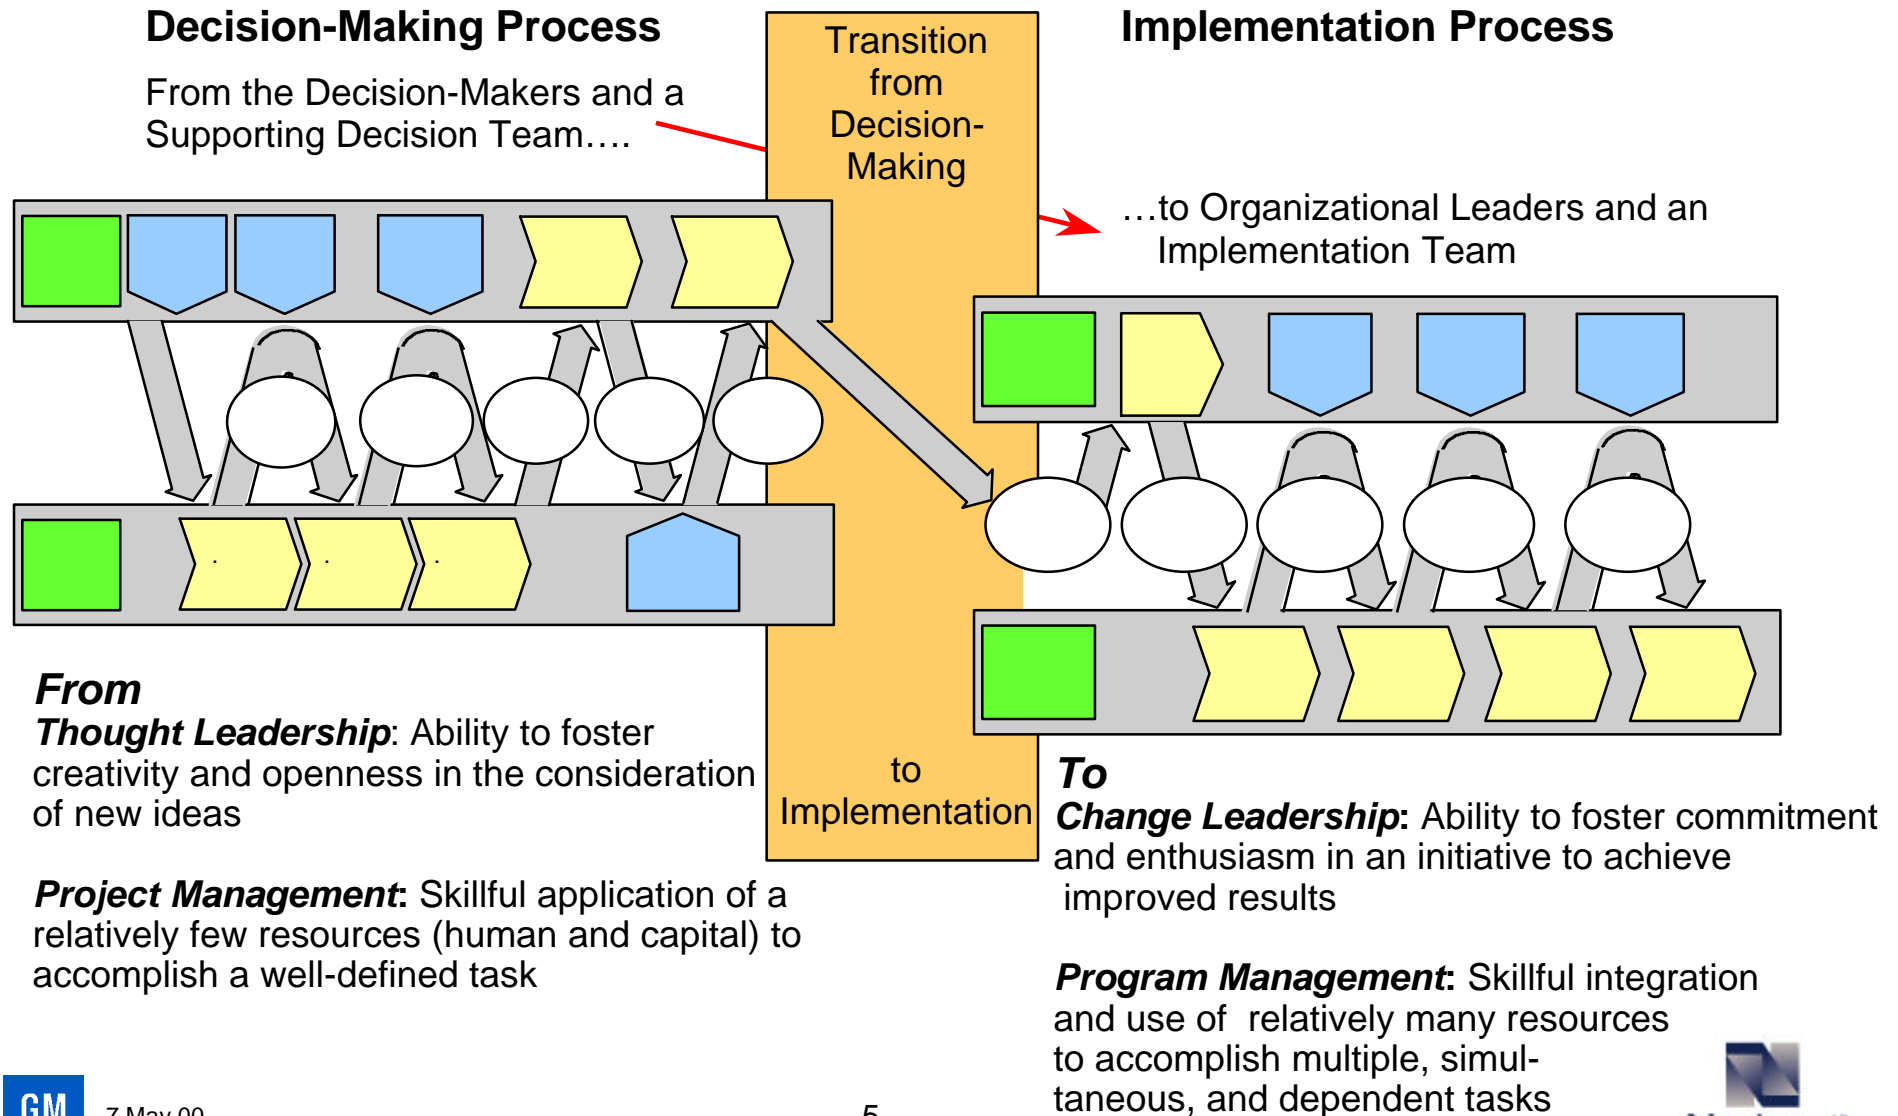 Decision-Making Process
From the Decision-Makers and a
Supporting Decision Team….
Transition
from
Decision-
Making
to
Implementation
Implementation Process
…to Organizational Leaders and an
Implementation Team
From
Thought Leadership: Ability to foster
creativity and openness in the consideration
of new ideas
Project Management: Skillful application of a
relatively few resources (human and capital) to
accomplish a well-defined task
To
Change Leadership: Ability to foster commitment
and enthusiasm in an initiative to achieve
improved results
Program Management: Skillful integration
and use of relatively many resources
to accomplish multiple, simul-
taneous, and dependent tasks
GM
7 May 00
5